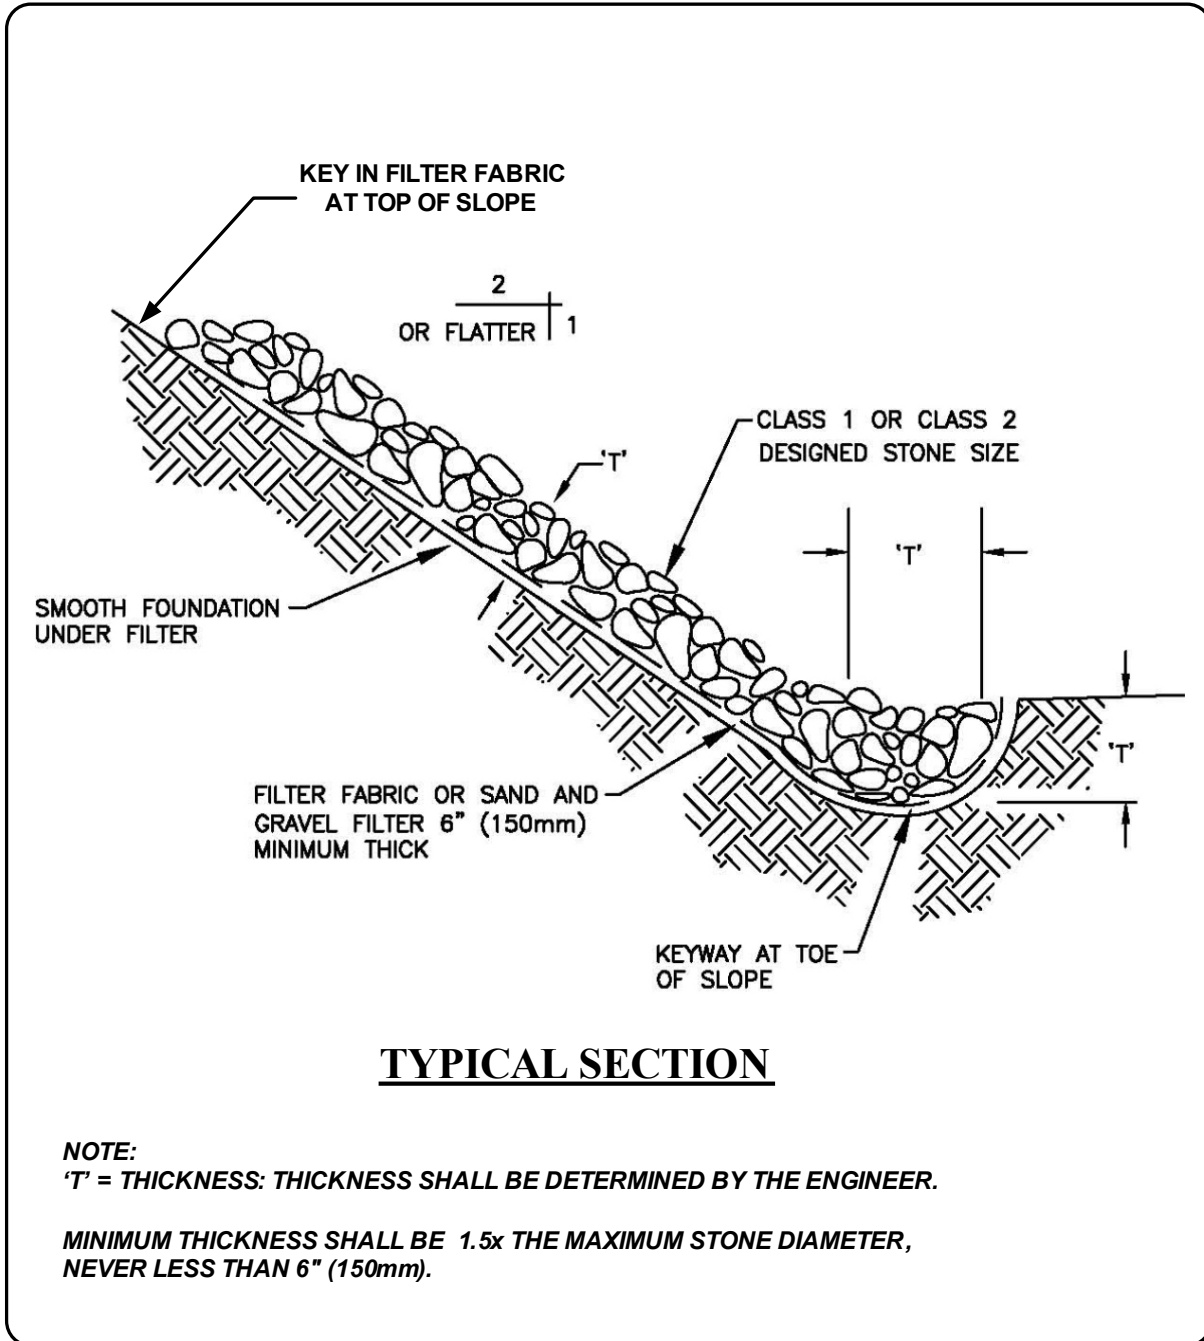 KEY IN FILTER FABRIC
AT TOP OF SLOPE
2
OR FLATTER
1
CLASS 1 OR CLASS 2
DESIGNED STONE SIZE
'T'
'T'
SMOOTH FOUNDATION
UNDER FILTER
'T'
FILTER FABRIC OR SAND AND
GRAVEL FILTER 6" (150mm)
MINIMUM THICK
KEYWAY AT TOE
OF SLOPE
TYPICAL SECTION
NOTE:
'T' = THICKNESS: THICKNESS SHALL BE DETERMINED BY THE ENGINEER.
MINIMUM THICKNESS SHALL BE 1.5x THE MAXIMUM STONE DIAMETER,
NEVER LESS THAN 6" (150mm).